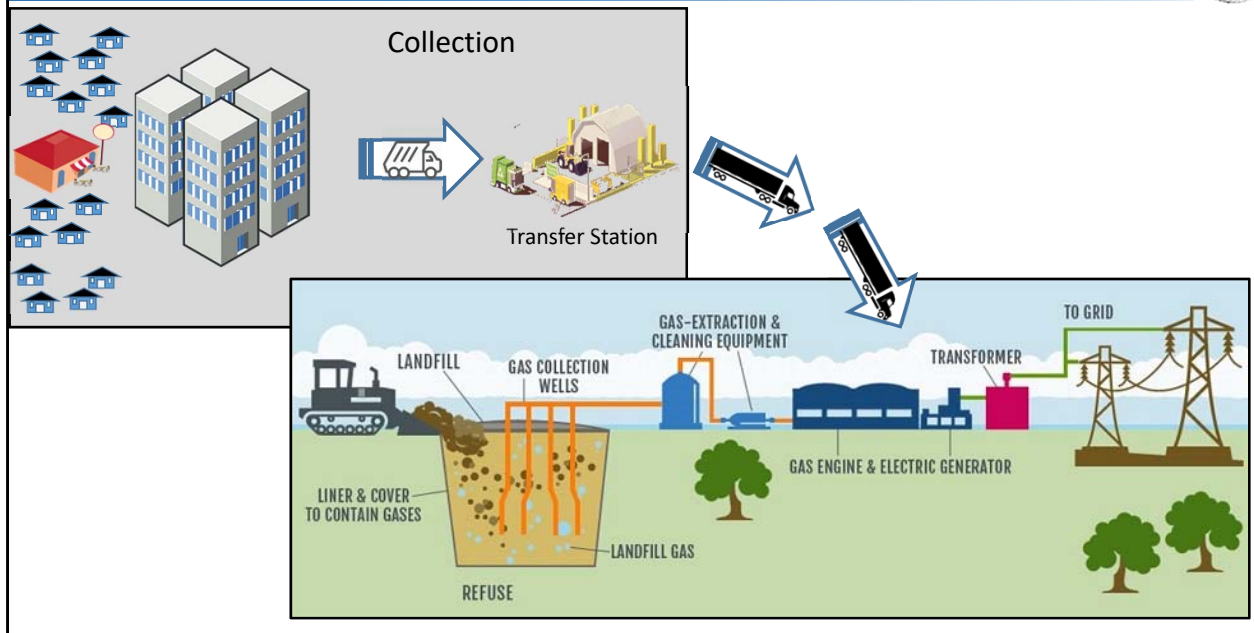 Collection
Transfer Station
LANDFILL
GAS COLLECTION
WELLS
GAS-EXTRACTION &
CLEANING EQUIPMENT
TO GRID
TRANSFORMER
GAS ENGINE & ELECTRIC GENERATOR
LINER & COVER
TO CONTAIN GASES
LANDFILL GAS
REFUSE